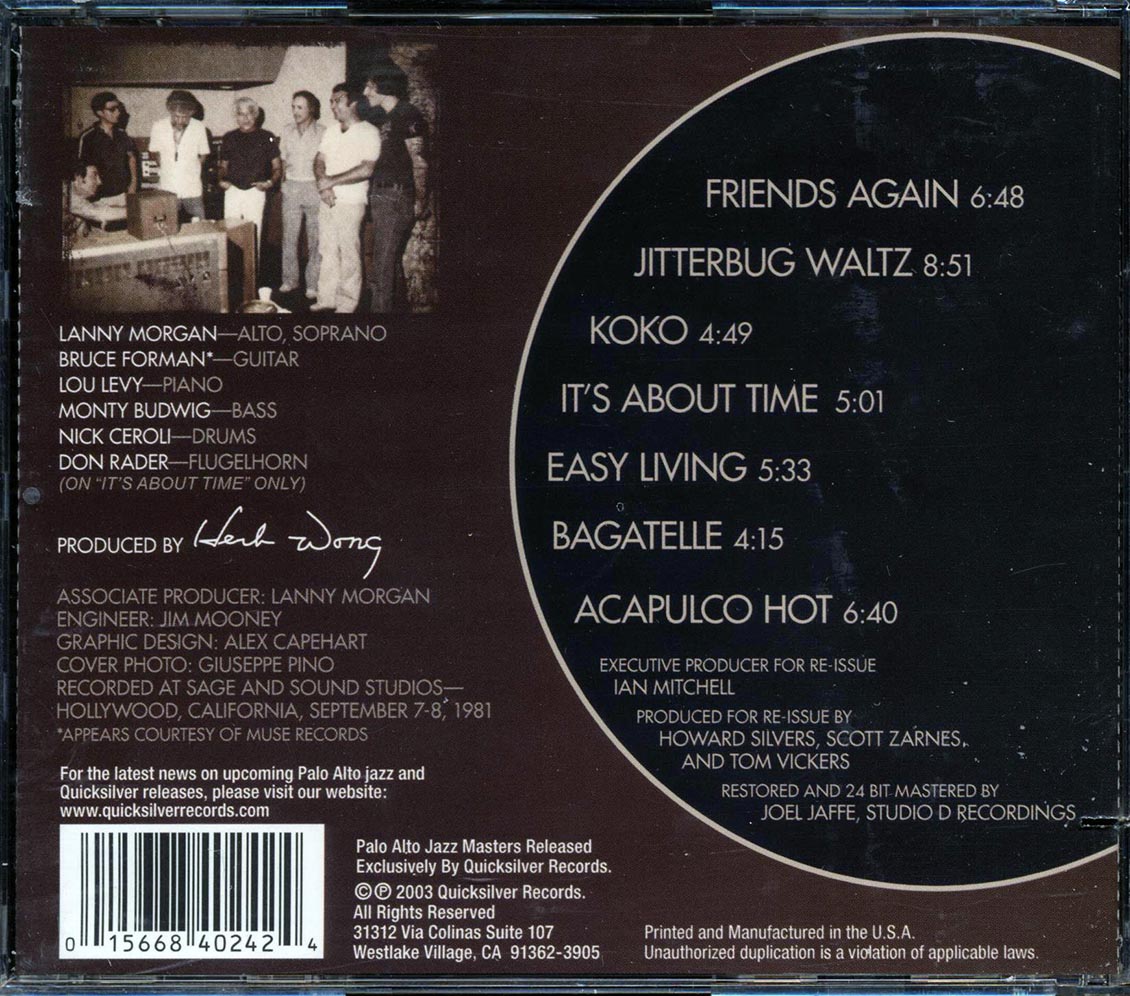 LANNY MORGAN—ALTO, SOPRANO
BRUCE FORMAN*—GUITAR
LOU LEVY—PIANO
MONTY BUDWIG—BASS
NICK CEROLI—DRUMS
DON RADER—FLUGELHORN
(ON "IT'S ABOUT TIME" ONLY)
PRODUCED BY Herb Wong
ASSOCIATE PRODUCER: LANNY MORGAN
ENGINEER: JIM MOONEY
GRAPHIC DESIGN: ALEX CAPEHART
COVER PHOTO: GIUSEPPE PINO
RECORDED AT SAGE AND SOUND STUDIOS—
HOLLYWOOD, CALIFORNIA, SEPTEMBER 7-8, 1981
*APPEARS COURTESY OF MUSE RECORDS
For the latest news on upcoming Palo Alto jazz and
Quicksilver releases, please visit our website:
www.quicksilverrecords.com
0 15668 40242 4
Palo Alto Jazz Masters Released
Exclusively By Quicksilver Records.
©℗ 2003 Quicksilver Records.
All Rights Reserved
31312 Via Colinas Suite 107
Westlake Village, CA 91362-3905
FRIENDS AGAIN 6:48
JITTERBUG WALTZ 8:51
KOKO 4:49
IT'S ABOUT TIME 5:01
EASY LIVING 5:33
BAGATELLE 4:15
ACAPULCO HOT 6:40
EXECUTIVE PRODUCER FOR RE-ISSUE
IAN MITCHELL
PRODUCED FOR RE-ISSUE BY
HOWARD SILVERS, SCOTT ZARNES,
AND TOM VICKERS
RESTORED AND 24 BIT MASTERED BY
JOEL JAFFE, STUDIO D RECORDINGS
Printed and Manufactured in the U.S.A.
Unauthorized duplication is a violation of applicable laws.